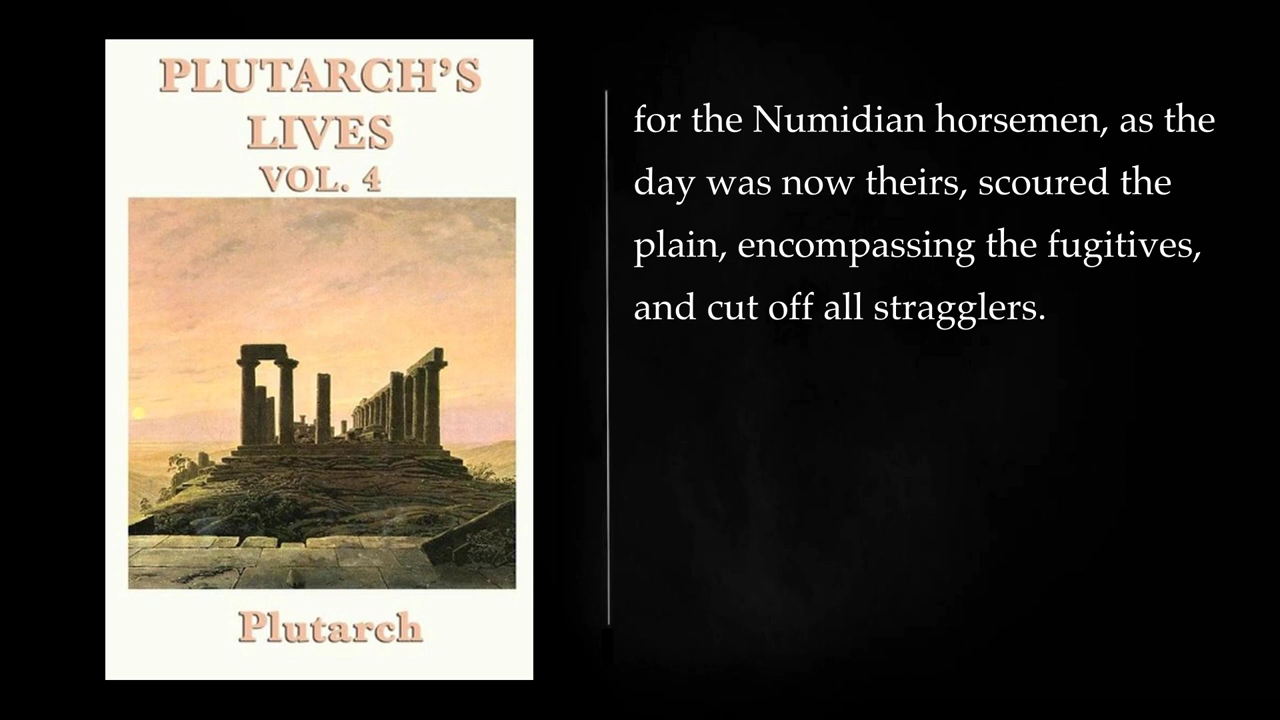 PLUTARCH'S
LIVES
VOL. 4
Plutarch
for the Numidian horsemen, as the
day was now theirs, scoured the
plain, encompassing the fugitives,
and cut off all stragglers.